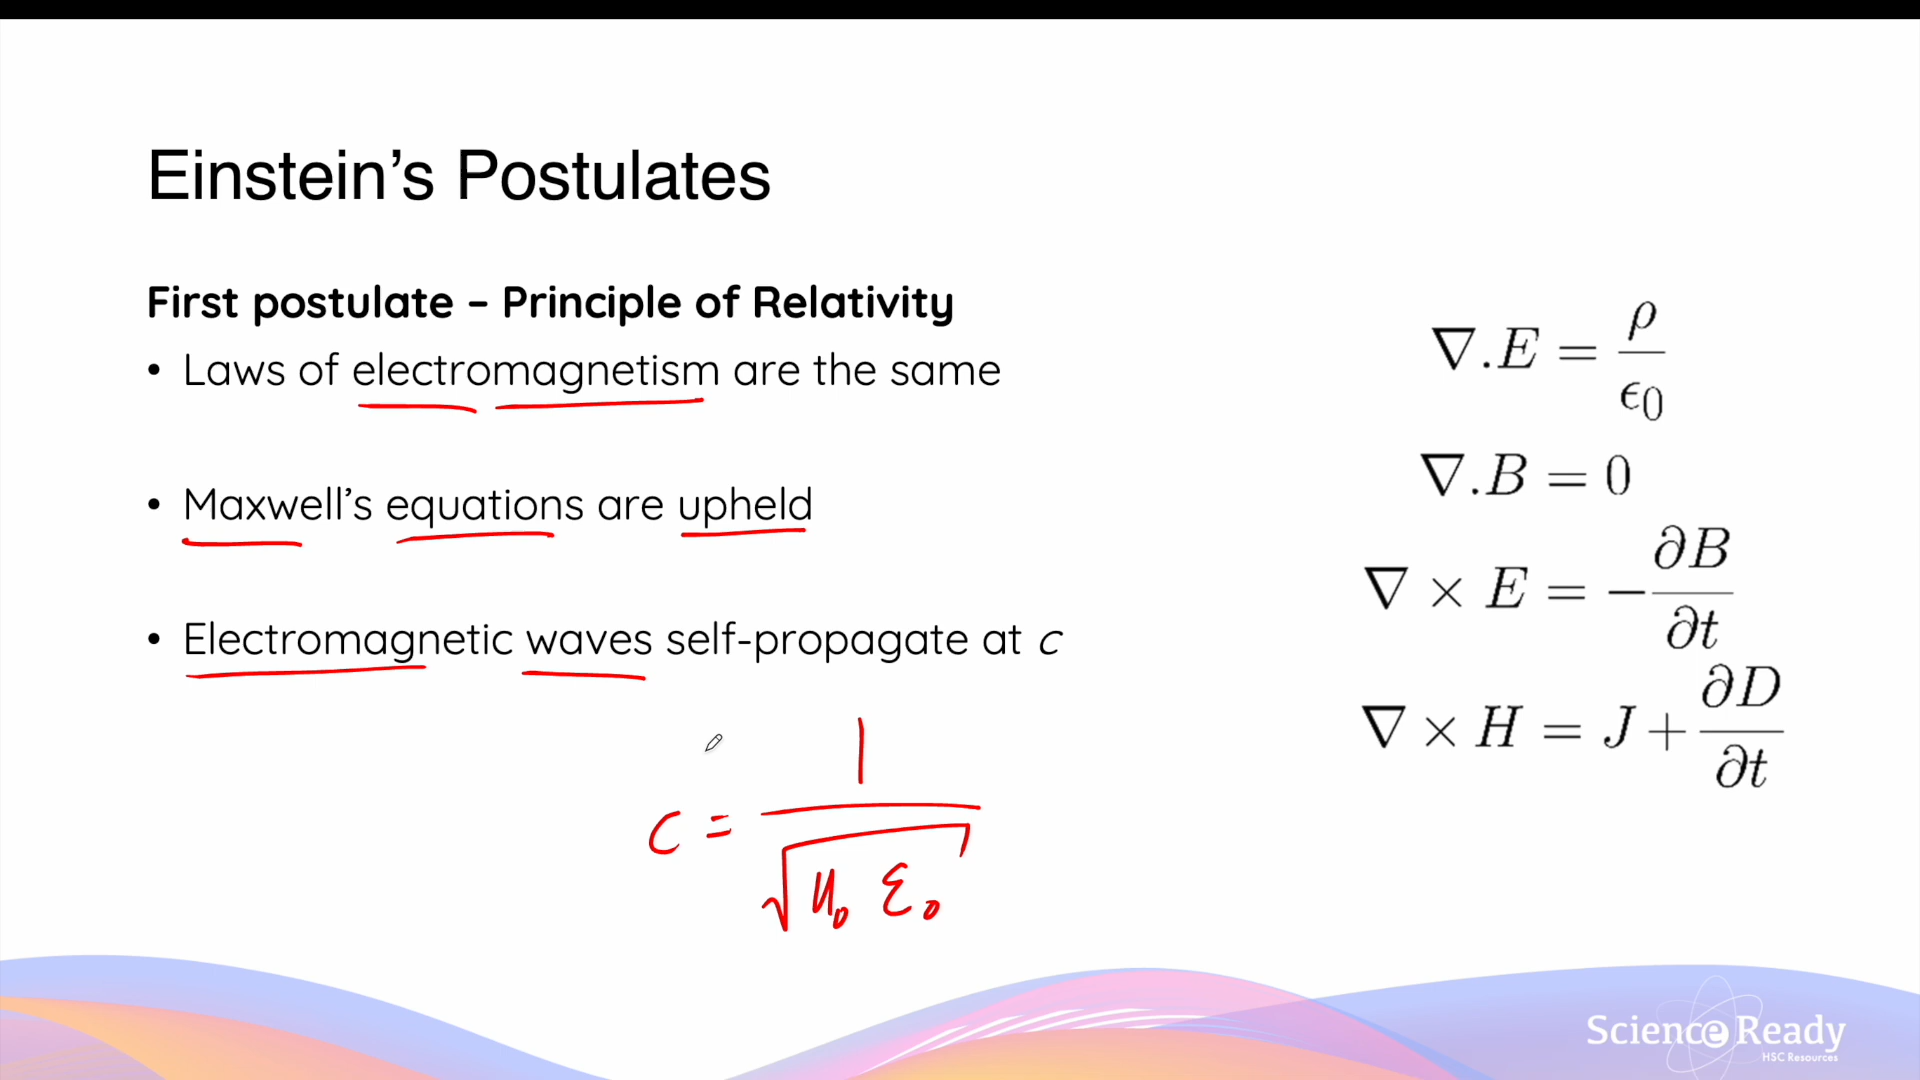 Einstein’s Postulates
First postulate – Principle of Relativity
• Laws of electromagnetism are the same
• Maxwell’s equations are upheld
• Electromagnetic waves self-propagate at c
c = 1 / √(μ₀ ε₀)
∇.E = ρ/ϵ₀
∇.B = 0
∇ × E = −∂B/∂t
∇ × H = J + ∂D/∂t
Science Ready
HSC Resources